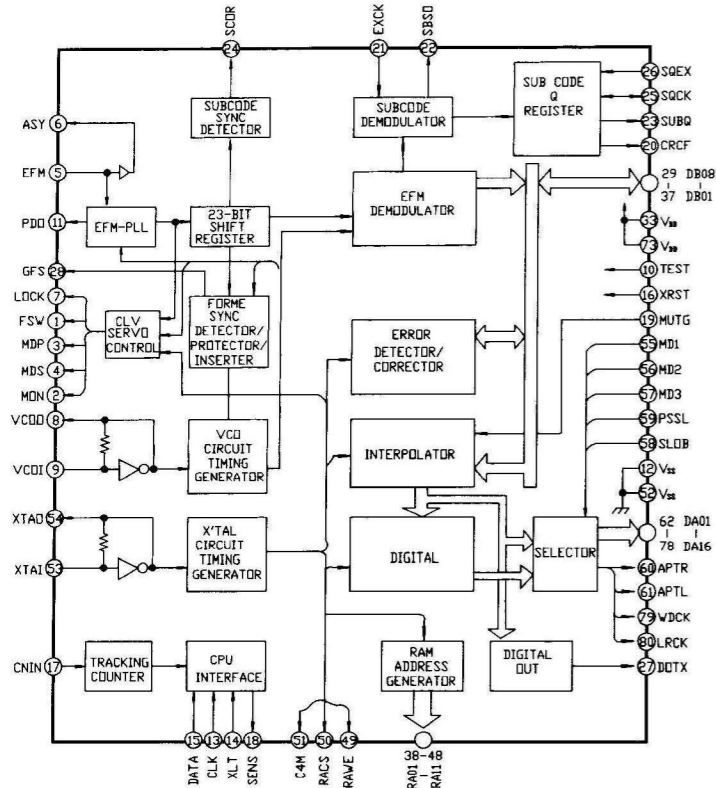 SCOR
24
EXCK
21
SBSO
22
SUBCODE
SYNC
DETECTOR
SUBCODE
DEMODULATOR
SUB CODE
Q
REGISTER
26 SQEX
25 SQCK
23 SUBQ
20 CRCF
ASY 6
EFM 5
PDO 11
EFM-PLL
23-BIT
SHIFT
REGISTER
EFM
DEMODULATOR
29 DB08
37 DB01
33 VDD
73 VDD
10 TEST
16 XRST
GFS 28
LOCK 7
FSW 1
MDP 3
MDS 4
MON 2
CLV
SERVO
CONTROL
FORME
SYNC
DETECTOR/
PROTECTOR/
INSERTER
ERROR
DETECTOR/
CORRECTOR
19 MUTG
55 MD1
56 MD2
57 MD3
59 PSSL
58 SLOB
12 VSS
52 VSS
VCOO 8
VCOI 9
VCO
CIRCUIT
TIMING
GENERATOR
INTERPOLATOR
XTAO 54
XTAI 53
X'TAL
CIRCUIT
TIMING
GENERATOR
DIGITAL
SELECTOR
62 DA01
78 DA16
60 APTR
61 APTL
79 WDCK
80 LRCK
27 DOTX
CNIN 17
TRACKING
COUNTER
CPU
INTERFACE
RAM
ADDRESS
GENERATOR
DIGITAL
OUT
15 13 14 18 51 50 49 38-48
DATA
CLK
XLT
SENS
C4M
RACS
RAWE
RA01
RA11